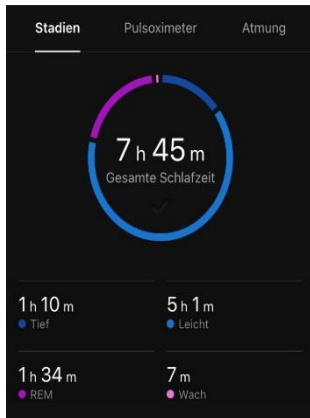 Stadien Pulsoximeter Atmung
7 h 45 m
Gesamte Schlafzeit
1 h 10 m 5 h 1 m
Tief Leicht
1 h 34 m 7 m
REM Wach